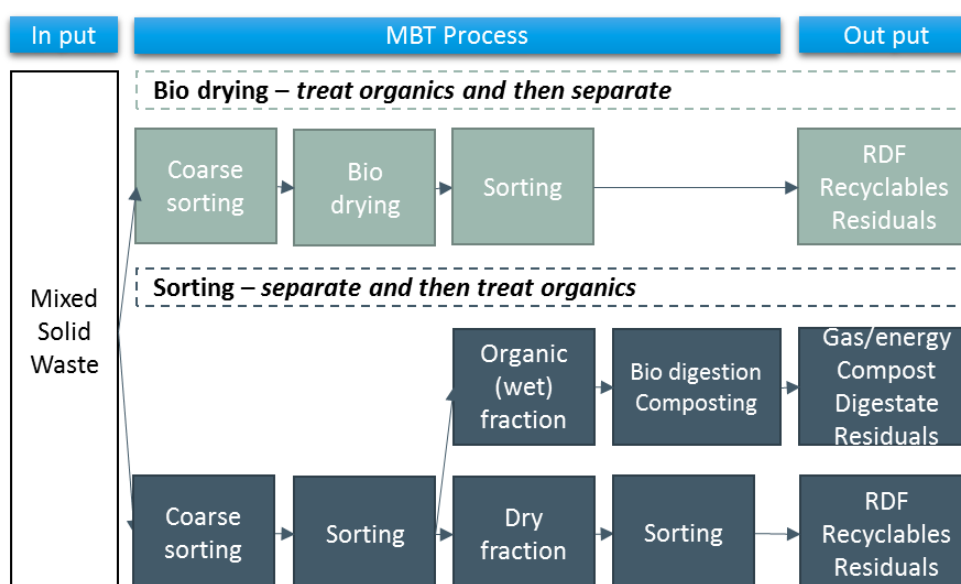 In put
MBT Process
Out put
Bio drying – treat organics and then separate
Coarse
sorting
Bio
drying
Sorting
RDF
Recyclables
Residuals
Sorting – separate and then treat organics
Mixed
Solid
Waste
Organic
(wet)
fraction
Bio digestion
Composting
Gas/energy
Compost
Digestate
Residuals
Coarse
sorting
Sorting
Dry
fraction
Sorting
RDF
Recyclables
Residuals